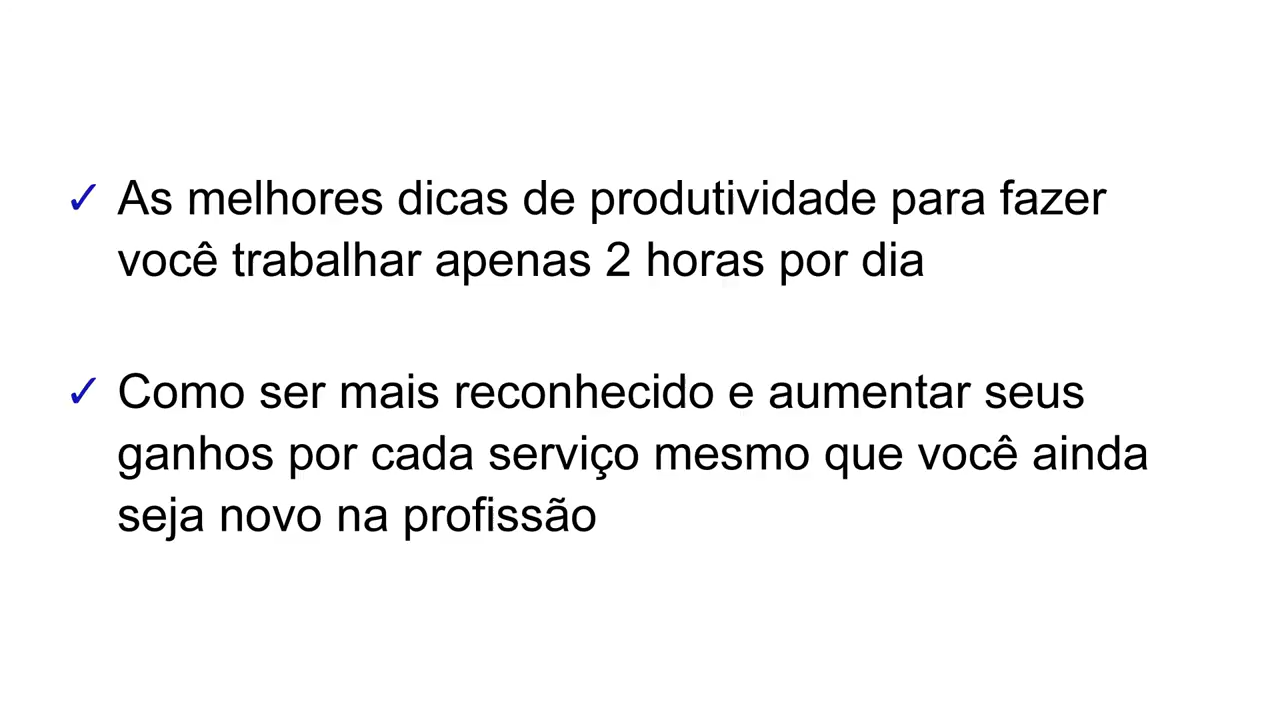 ✓ As melhores dicas de produtividade para fazer
você trabalhar apenas 2 horas por dia
✓ Como ser mais reconhecido e aumentar seus
ganhos por cada serviço mesmo que você ainda
seja novo na profissão